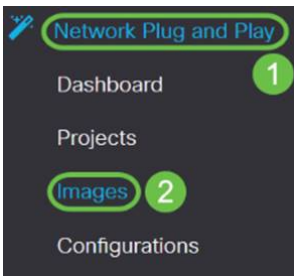 Network Plug and Play
1
Dashboard
Projects
Images 2
Configurations